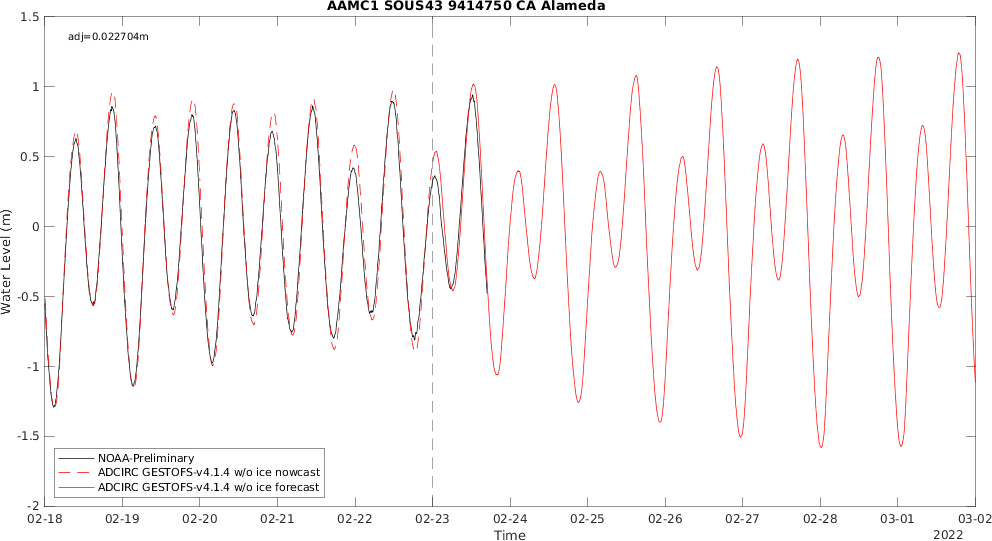 AAMC1 SOUS43 9414750 CA Alameda
adj=0.022704m
1.5
1
0.5
0
-0.5
-1
-1.5
-2
Water Level (m)
NOAA-Preliminary
ADCIRC GESTOFS-v4.1.4 w/o ice nowcast
ADCIRC GESTOFS-v4.1.4 w/o ice forecast
02-18 02-19 02-20 02-21 02-22 02-23 02-24 02-25 02-26 02-27 02-28 03-01 03-02
Time
2022